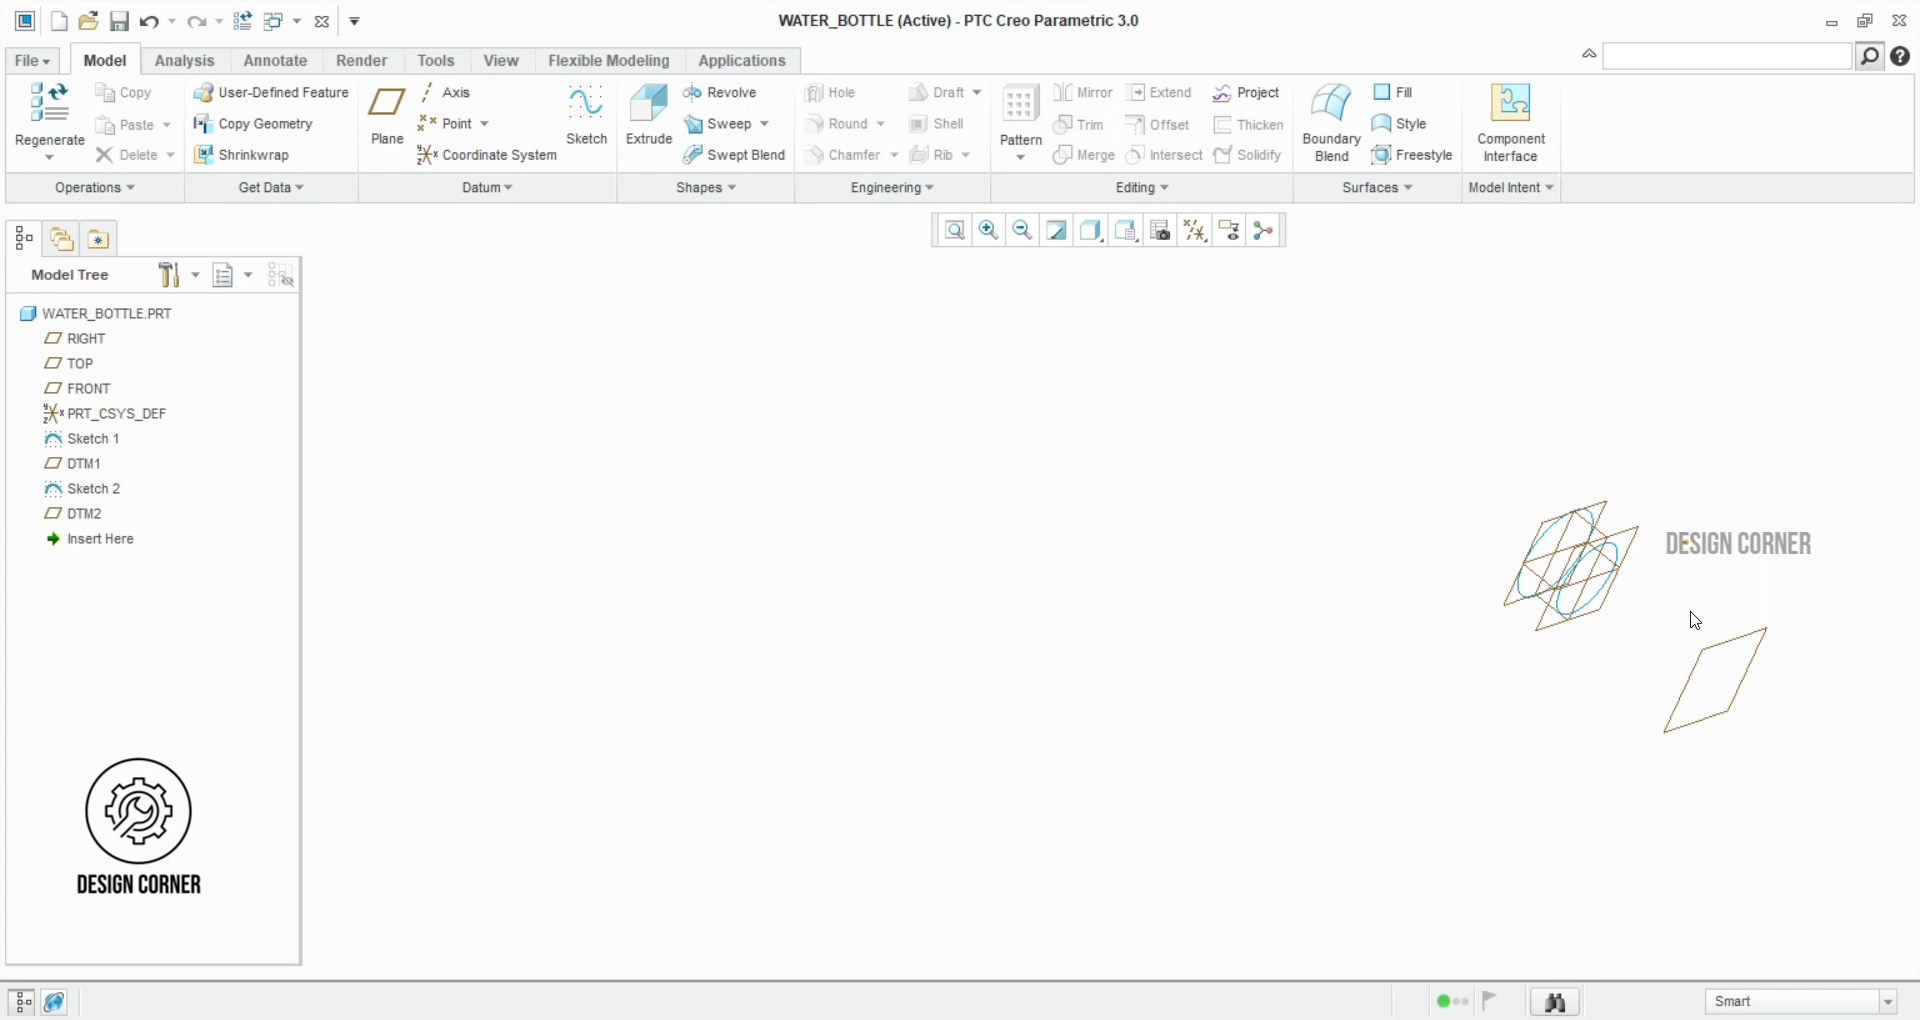 WATER_BOTTLE (Active) - PTC Creo Parametric 3.0
File Model Analysis Annotate Render Tools View Flexible Modeling Applications
Regenerate
Copy
Paste
Delete
Operations
User-Defined Feature
Copy Geometry
Shrinkwrap
Get Data
Plane
Axis
Point
Coordinate System
Sketch
Datum
Extrude
Revolve
Sweep
Swept Blend
Shapes
Hole
Round
Chamfer
Draft
Shell
Rib
Engineering
Pattern
Mirror
Trim
Merge
Extend
Offset
Intersect
Project
Thicken
Solidify
Editing
Boundary
Blend
Fill
Style
Freestyle
Surfaces
Component
Interface
Model Intent
Model Tree
WATER_BOTTLE.PRT
RIGHT
TOP
FRONT
PRT_CSYS_DEF
Sketch 1
DTM1
Sketch 2
DTM2
Insert Here
DESIGN CORNER
DESIGN CORNER
Smart